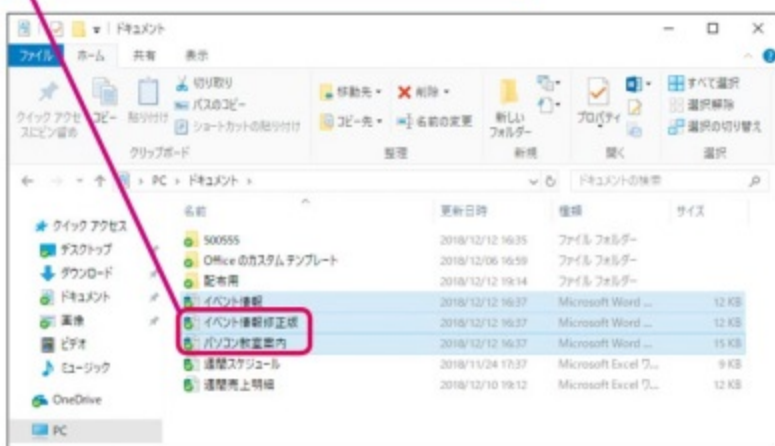 ドキュメント
ファイル ホーム 共有 表示
クイック アクセスにピン留め
コピー
貼り付け
切り取り
パスのコピー
ショートカットの貼り付け
クリップボード
移動先
コピー先
削除
名前の変更
整理
新しいフォルダー
新規
プロパティ
開く
すべて選択
選択解除
選択の切り替え
選択
PC > ドキュメント >
ドキュメントの検索
クイック アクセス
デスクトップ
ダウンロード
ドキュメント
画像
ビデオ
ミュージック
OneDrive
PC
名前 更新日時 種類 サイズ
500555 2018/12/12 16:35 ファイル フォルダー
Office のカスタム テンプレート 2018/12/06 16:59 ファイル フォルダー
配布用 2018/12/12 19:14 ファイル フォルダー
イベント情報 2018/12/12 16:37 Microsoft Word ... 12 KB
イベント情報修正版 2018/12/12 16:37 Microsoft Word ... 12 KB
パソコン教室案内 2018/12/12 16:37 Microsoft Word ... 15 KB
週間スケジュール 2018/11/24 17:37 Microsoft Excel ワ... 9 KB
週間売上明細 2018/12/10 19:12 Microsoft Excel ワ... 12 KB